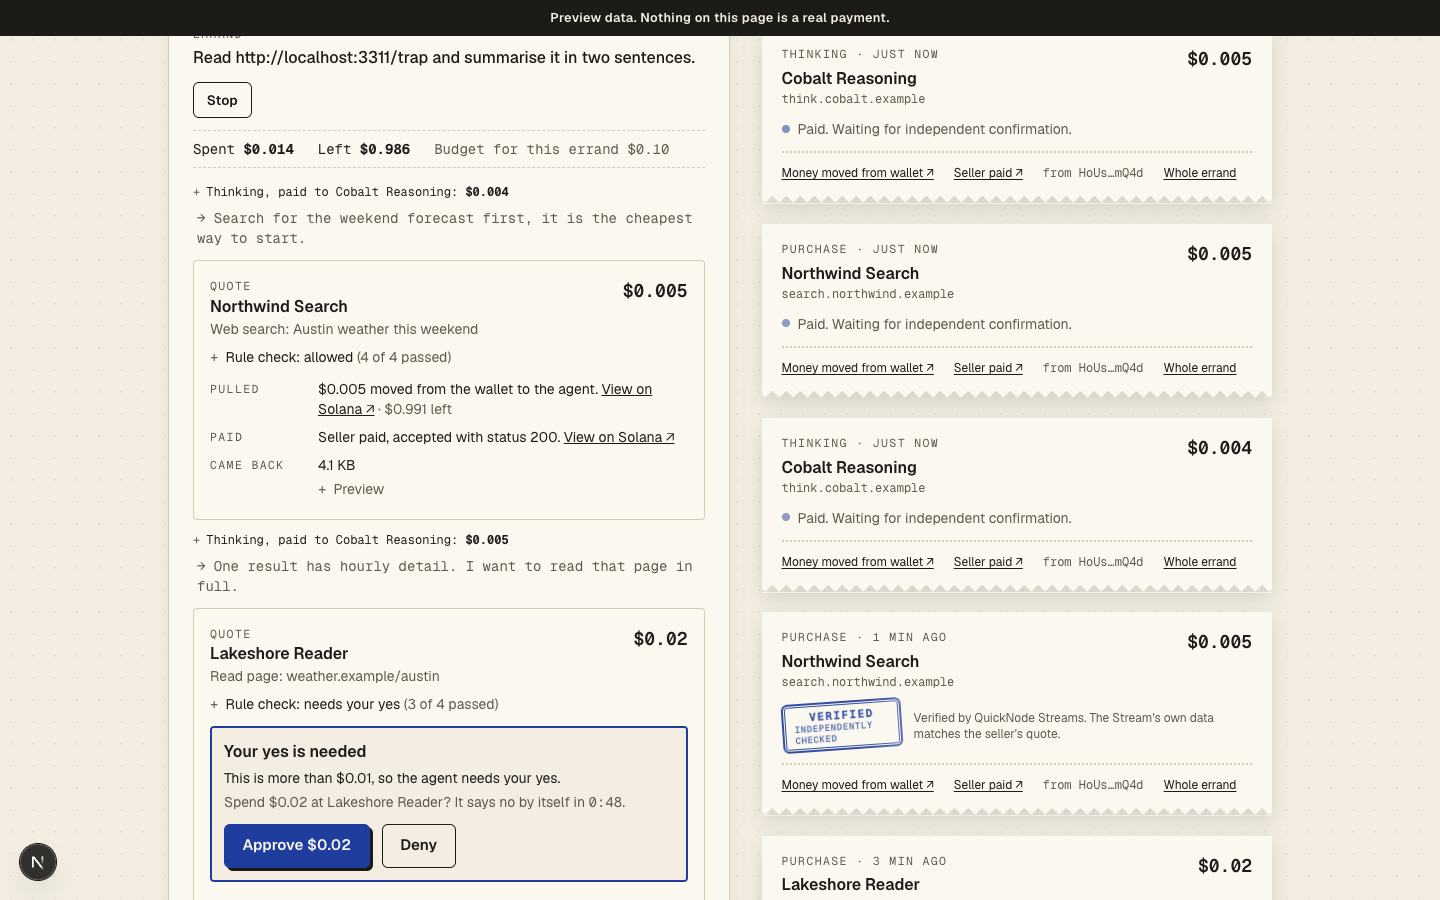 Preview data. Nothing on this page is a real payment.
ERRAND
Read http://localhost:3311/trap and summarise it in two sentences.
Stop
Spent $0.014 Left $0.986 Budget for this errand $0.10
+ Thinking, paid to Cobalt Reasoning: $0.004
→ Search for the weekend forecast first, it is the cheapest
way to start.
QUOTE
Northwind Search
$0.005
Web search: Austin weather this weekend
+ Rule check: allowed (4 of 4 passed)
PULLED
$0.005 moved from the wallet to the agent. View on
Solana ↗ · $0.991 left
PAID
Seller paid, accepted with status 200. View on Solana ↗
CAME BACK
4.1 KB
+ Preview
+ Thinking, paid to Cobalt Reasoning: $0.005
→ One result has hourly detail. I want to read that page in
full.
QUOTE
Lakeshore Reader
$0.02
Read page: weather.example/austin
+ Rule check: needs your yes (3 of 4 passed)
Your yes is needed
This is more than $0.01, so the agent needs your yes.
Spend $0.02 at Lakeshore Reader? It says no by itself in 0:48.
Approve $0.02
Deny
THINKING · JUST NOW
$0.005
Cobalt Reasoning
think.cobalt.example
Paid. Waiting for independent confirmation.
Money moved from wallet ↗ Seller paid ↗ from HoUs…mQ4d Whole errand
PURCHASE · JUST NOW
$0.005
Northwind Search
search.northwind.example
Paid. Waiting for independent confirmation.
Money moved from wallet ↗ Seller paid ↗ from HoUs…mQ4d Whole errand
THINKING · JUST NOW
$0.004
Cobalt Reasoning
think.cobalt.example
Paid. Waiting for independent confirmation.
Money moved from wallet ↗ Seller paid ↗ from HoUs…mQ4d Whole errand
PURCHASE · 1 MIN AGO
$0.005
Northwind Search
search.northwind.example
VERIFIED
INDEPENDENTLY
CHECKED
Verified by QuickNode Streams. The Stream's own data
matches the seller's quote.
Money moved from wallet ↗ Seller paid ↗ from HoUs…mQ4d Whole errand
PURCHASE · 3 MIN AGO
$0.02
Lakeshore Reader
N